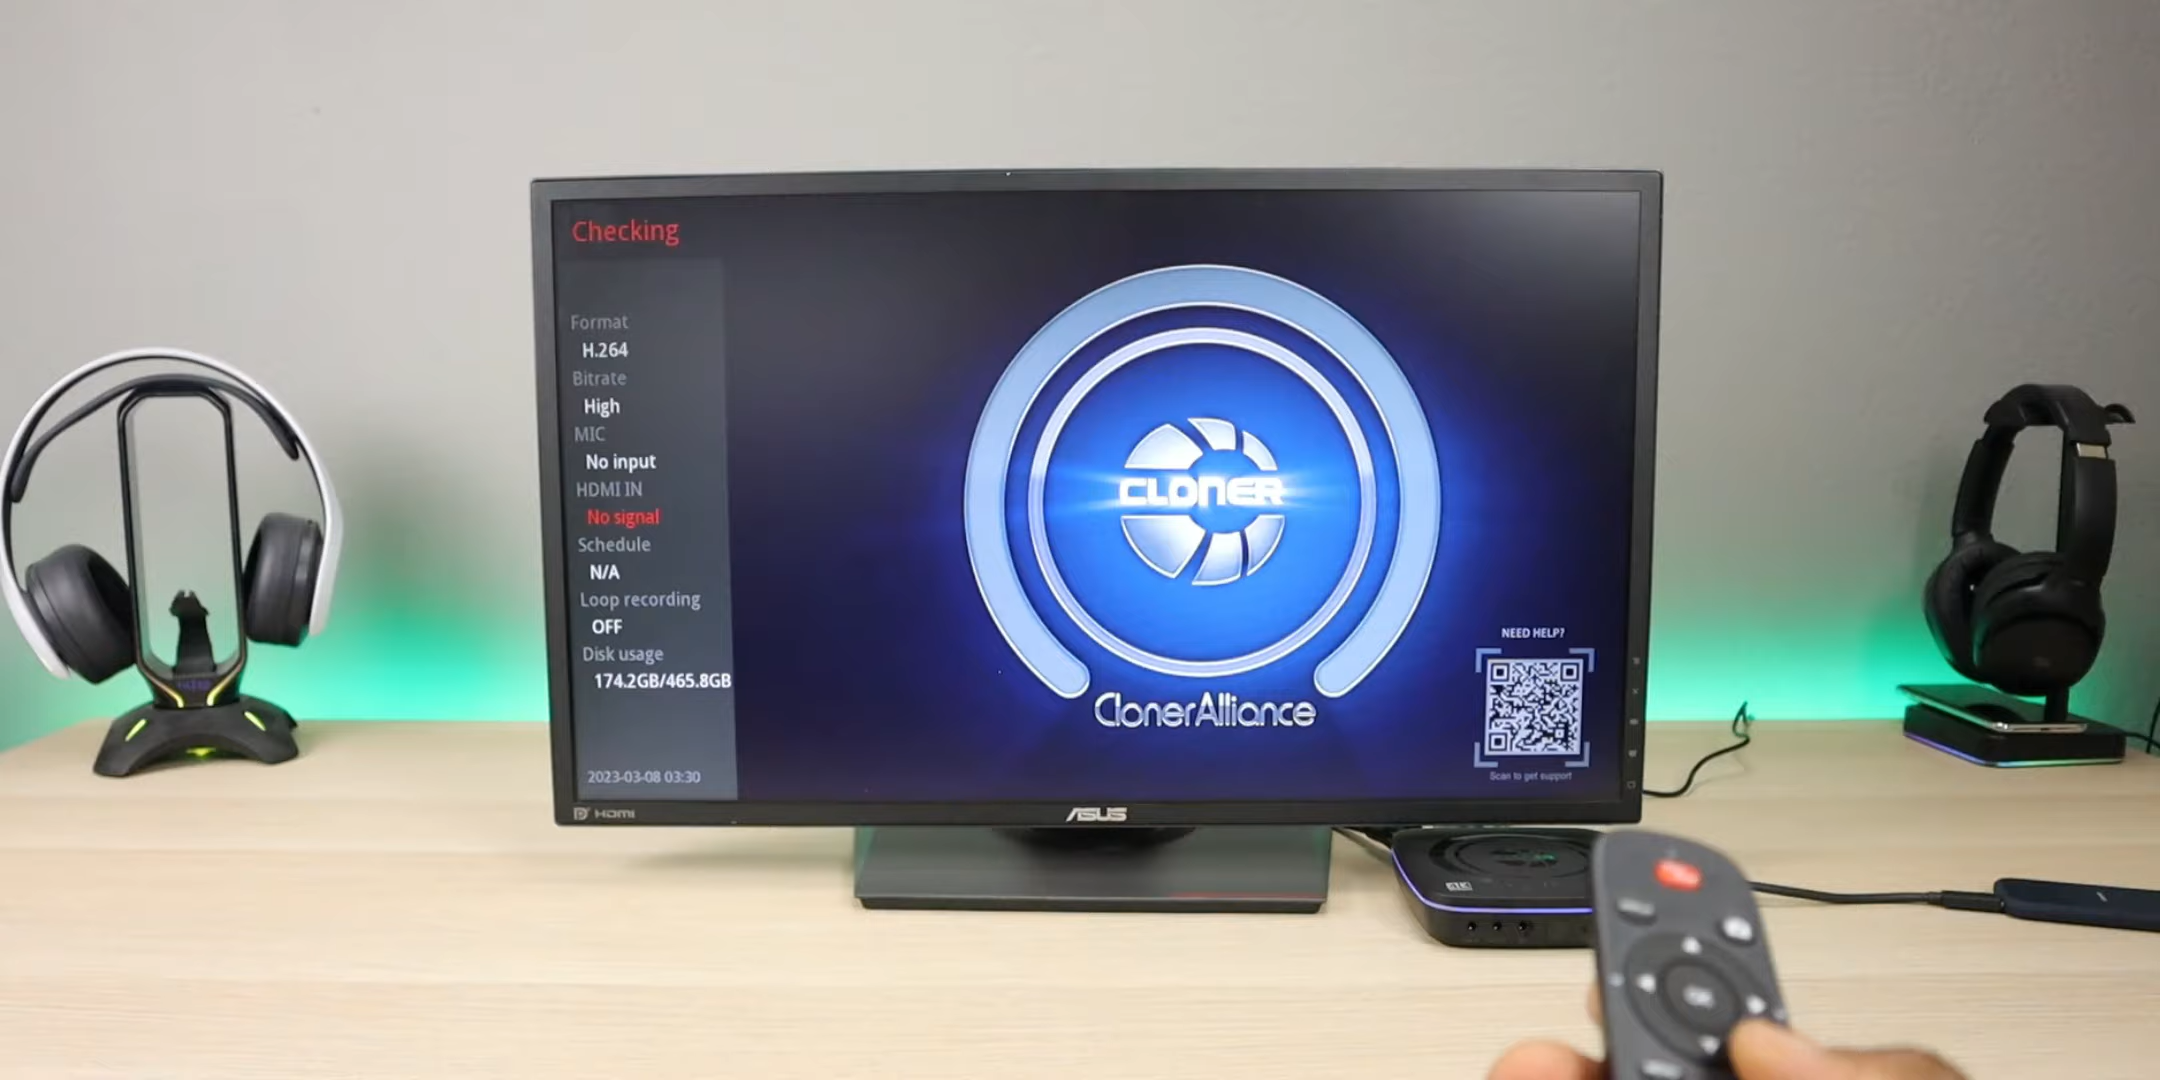 Checking
Format
H.264
Bitrate
High
MIC
No input
HDMI IN
No signal
Schedule
N/A
Loop recording
OFF
Disk usage
174.2GB/465.8GB
2023-03-08 03:30
CLONER
ClonerAlliance
NEED HELP?
Scan to get support
HDMI
ASUS
OK